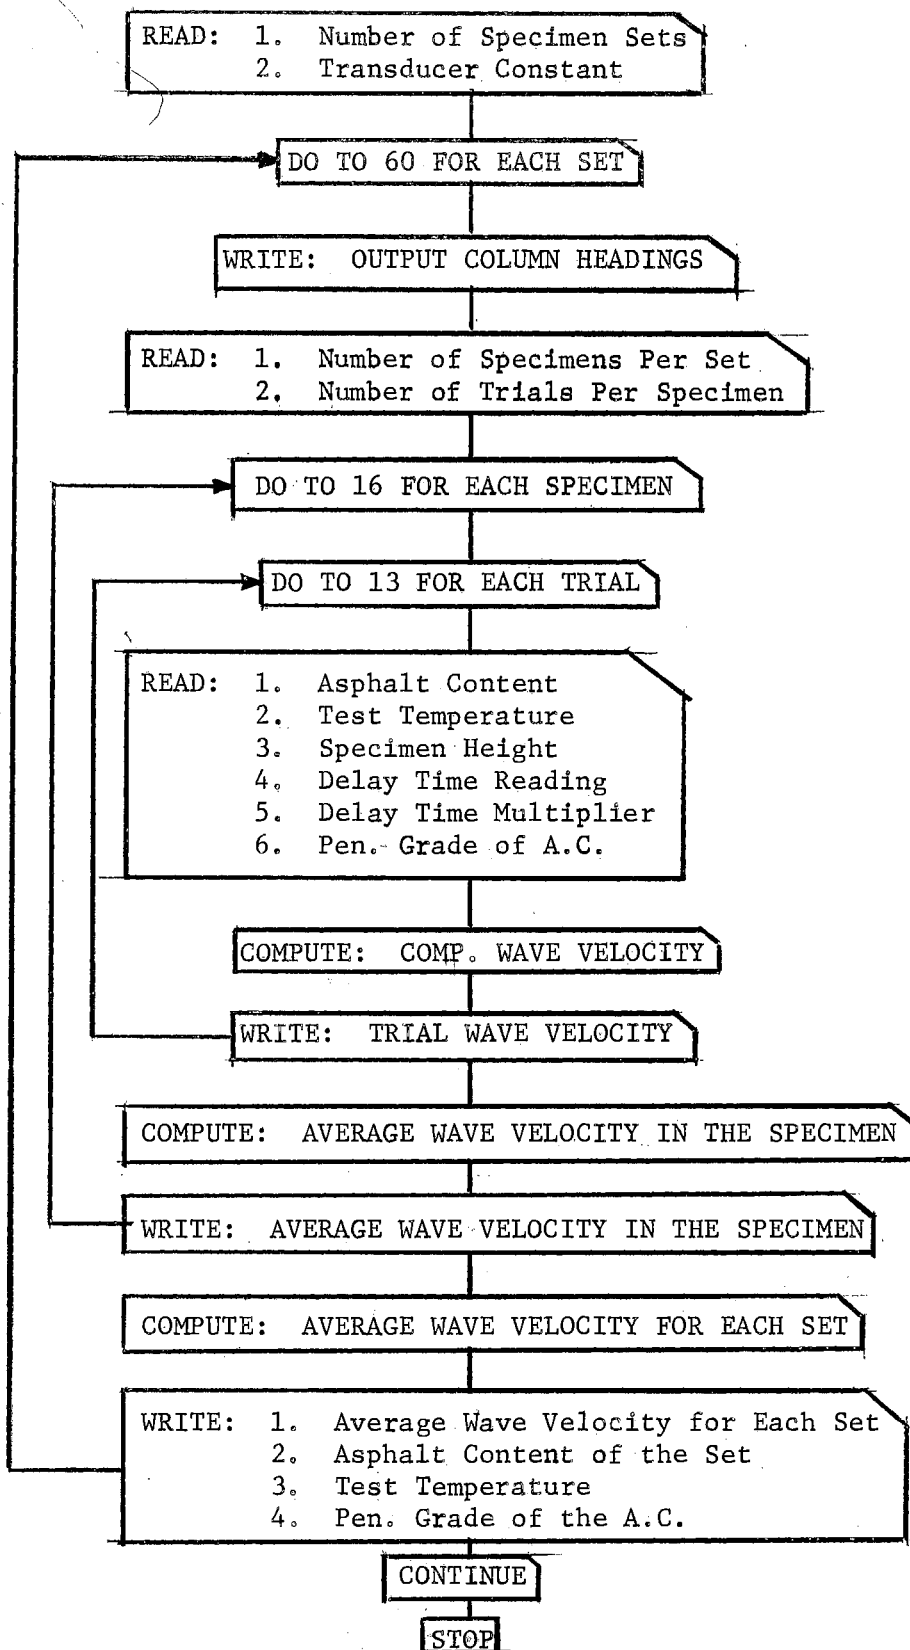 READ: 1. Number of Specimen Sets
2. Transducer Constant
DO TO 60 FOR EACH SET
WRITE: OUTPUT COLUMN HEADINGS
READ: 1. Number of Specimens Per Set
2. Number of Trials Per Specimen
DO TO 16 FOR EACH SPECIMEN
DO TO 13 FOR EACH TRIAL
READ: 1. Asphalt Content
2. Test Temperature
3. Specimen Height
4. Delay Time Reading
5. Delay Time Multiplier
6. Pen. Grade of A.C.
COMPUTE: COMP. WAVE VELOCITY
WRITE: TRIAL WAVE VELOCITY
COMPUTE: AVERAGE WAVE VELOCITY IN THE SPECIMEN
WRITE: AVERAGE WAVE VELOCITY IN THE SPECIMEN
COMPUTE: AVERAGE WAVE VELOCITY FOR EACH SET
WRITE: 1. Average Wave Velocity for Each Set
2. Asphalt Content of the Set
3. Test Temperature
4. Pen. Grade of the A.C.
CONTINUE
STOP